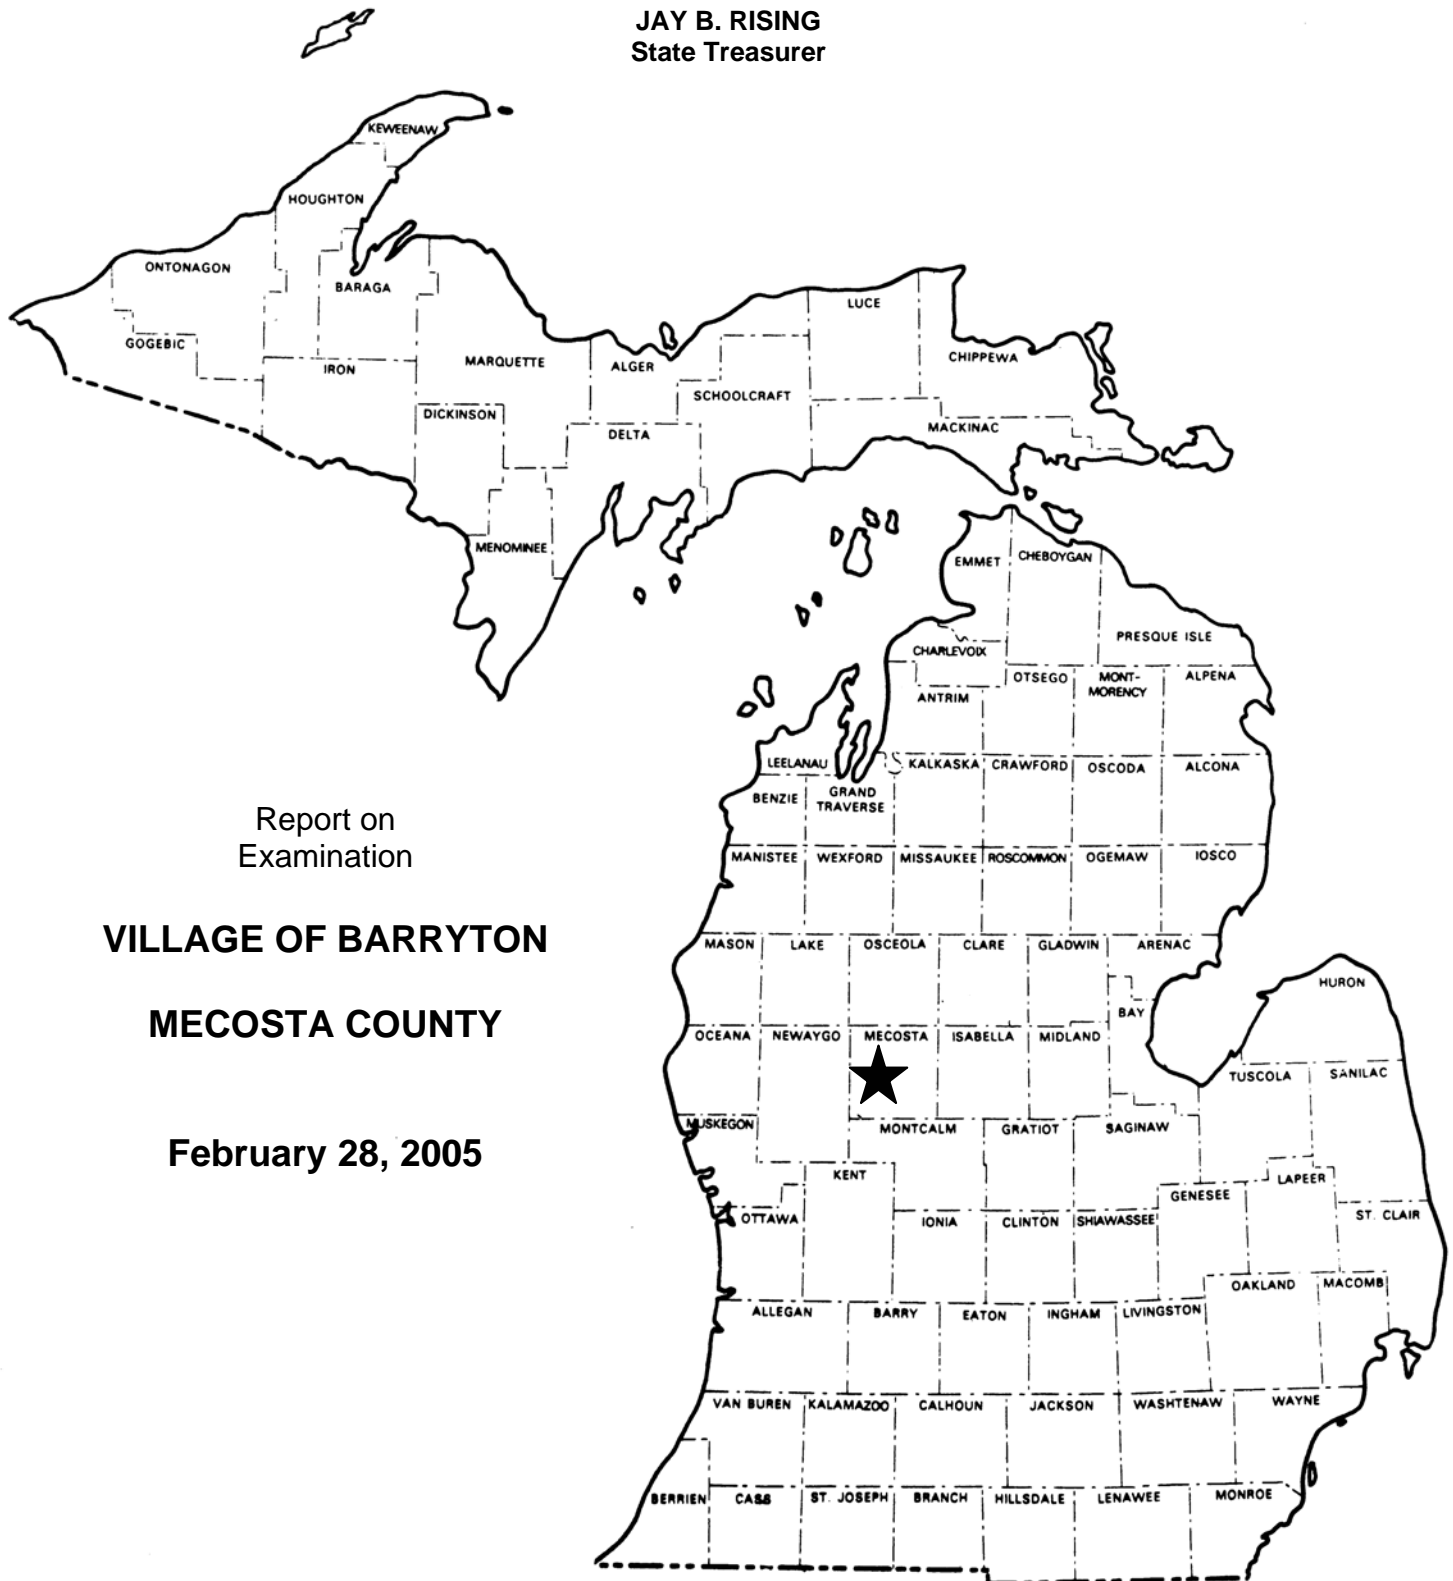 JAY B. RISING
State Treasurer
KEWEENAW
HOUGHTON
ONTONAGON
BARAGA
LUCE
GOGEBIC
IRON
MARQUETTE
ALGER
CHIPPEWA
SCHOOLCRAFT
DICKINSON
DELTA
MACKINAC
MENOMINEE
EMMET
CHEBOYGAN
PRESQUE ISLE
CHARLEVOIX
OTSEGO
MONT-
MORENCY
ALPENA
ANTRIM
LEELANAU
KALKASKA
CRAWFORD
OSCODA
ALCONA
BENZIE
GRAND
TRAVERSE
Report on
Examination
MANISTEE
WEXFORD
MISSAUKEE
ROSCOMMON
OGEMAW
IOSCO
VILLAGE OF BARRYTON
MASON
LAKE
OSCEOLA
CLARE
GLADWIN
ARENAC
HURON
BAY
MECOSTA COUNTY
OCEANA
NEWAYGO
MECOSTA
ISABELLA
MIDLAND
TUSCOLA
SANILAC
MUSKEGON
MONTCALM
GRATIOT
SAGINAW
February 28, 2005
KENT
LAPEER
GENESEE
OTTAWA
IONIA
CLINTON
SHIAWASSEE
ST. CLAIR
OAKLAND
MACOMB
ALLEGAN
BARRY
EATON
INGHAM
LIVINGSTON
VAN BUREN
KALAMAZOO
CALHOUN
JACKSON
WASHTENAW
WAYNE
BERRIEN
CASS
ST. JOSEPH
BRANCH
HILLSDALE
LENAWEE
MONROE